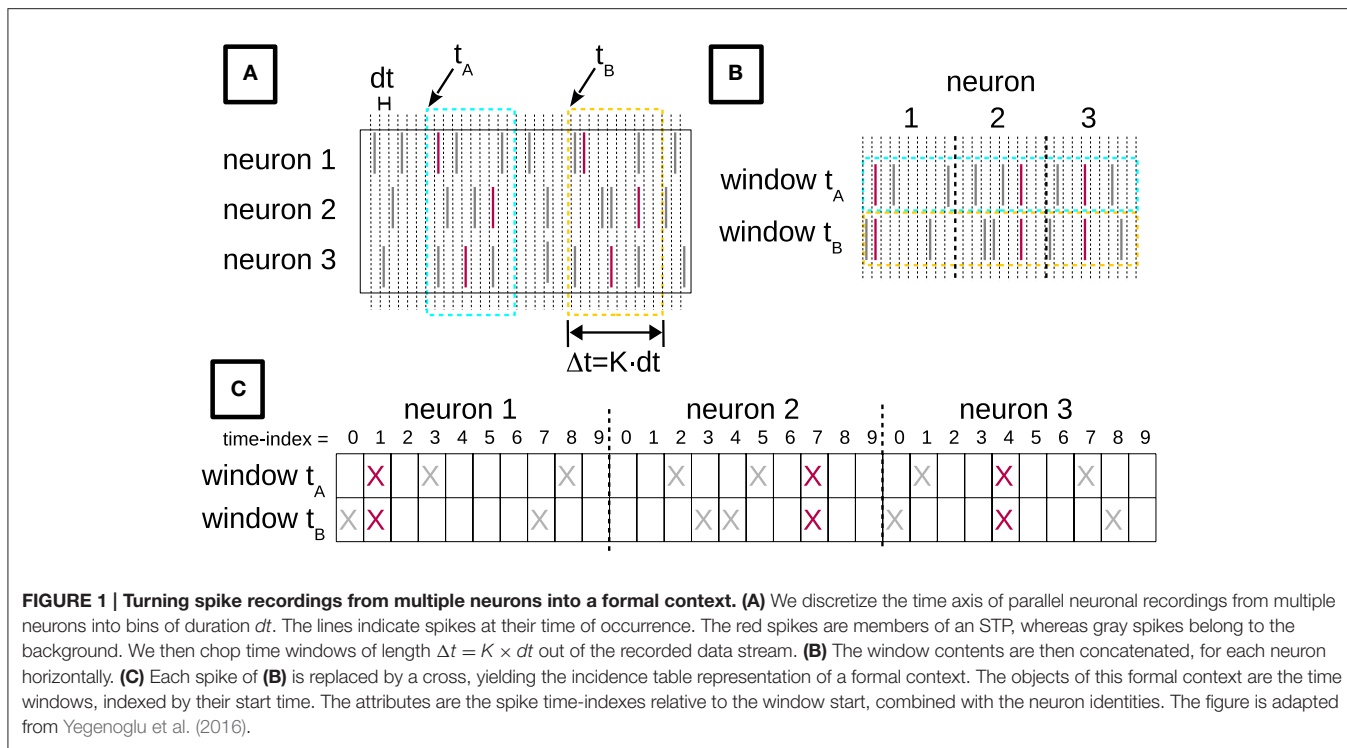 A
dt
t_A
t_B
neuron 1
neuron 2
neuron 3
Δt=K·dt
B
neuron
1 2 3
window t_A
window t_B
C
neuron 1 neuron 2 neuron 3
time-index = 0 1 2 3 4 5 6 7 8 9 0 1 2 3 4 5 6 7 8 9 0 1 2 3 4 5 6 7 8 9
window t_A X X X X X X X X X
window t_B X X X X X X X X X
FIGURE 1 | Turning spike recordings from multiple neurons into a formal context. (A) We discretize the time axis of parallel neuronal recordings from multiple
neurons into bins of duration dt. The lines indicate spikes at their time of occurrence. The red spikes are members of an STP, whereas gray spikes belong to the
background. We then chop time windows of length Δt = K × dt out of the recorded data stream. (B) The window contents are then concatenated, for each neuron
horizontally. (C) Each spike of (B) is replaced by a cross, yielding the incidence table representation of a formal context. The objects of this formal context are the time
windows, indexed by their start time. The attributes are the spike time-indexes relative to the window start, combined with the neuron identities. The figure is adapted
from Yegenoglu et al. (2016).